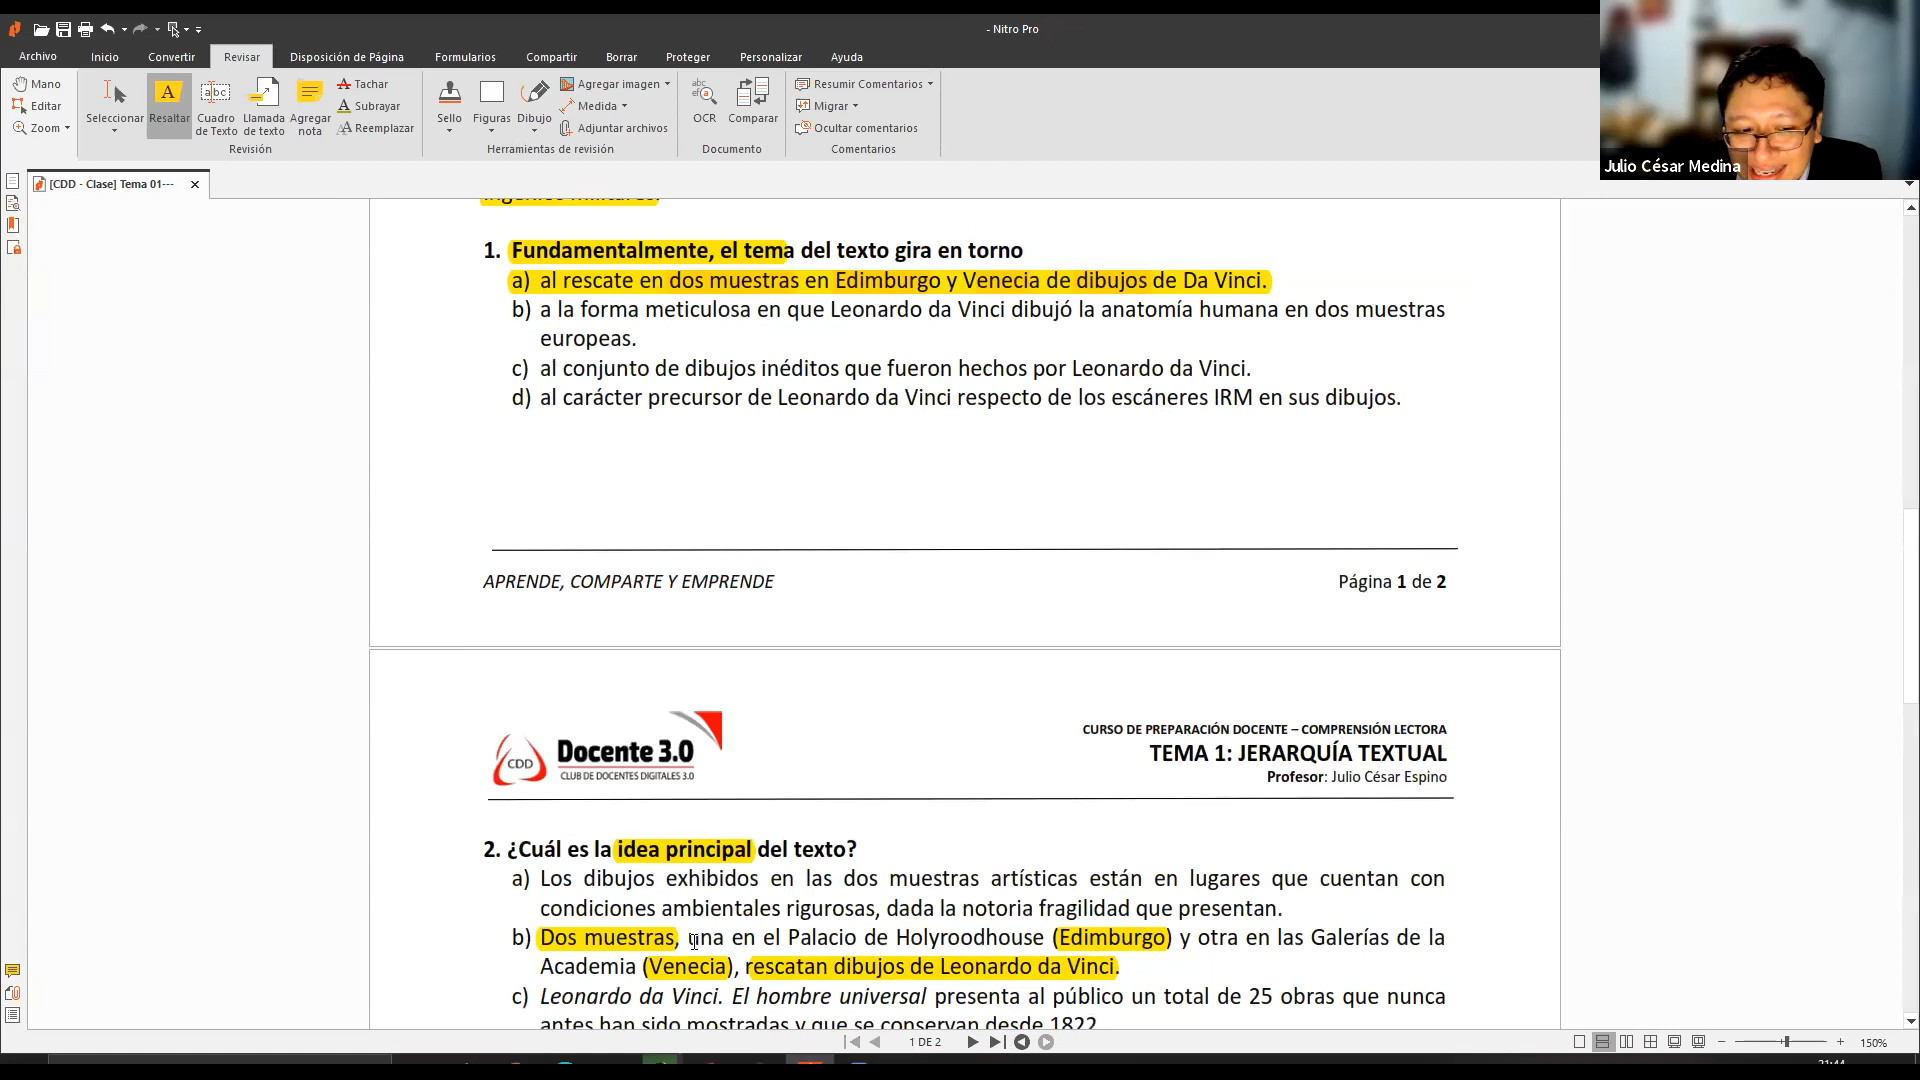 - Nitro Pro
Archivo Inicio Convertir Revisar Disposición de Página Formularios Compartir Borrar Proteger Personalizar Ayuda
Mano
Editar
Zoom
Seleccionar
Resaltar
Cuadro de Texto
Llamada de texto
Agregar nota
Tachar
Subrayar
Reemplazar
Revisión
Sello
Figuras
Dibujo
Agregar imagen
Medida
Adjuntar archivos
Herramientas de revisión
OCR
Comparar
Documento
Resumir Comentarios
Migrar
Ocultar comentarios
Comentarios
Julio César Medina
[CDD - Clase] Tema 01---
1. Fundamentalmente, el tema del texto gira en torno
a) al rescate en dos muestras en Edimburgo y Venecia de dibujos de Da Vinci.
b) a la forma meticulosa en que Leonardo da Vinci dibujó la anatomía humana en dos muestras
europeas.
c) al conjunto de dibujos inéditos que fueron hechos por Leonardo da Vinci.
d) al carácter precursor de Leonardo da Vinci respecto de los escáneres IRM en sus dibujos.
APRENDE, COMPARTE Y EMPRENDE Página 1 de 2
CDD
Docente 3.0
CLUB DE DOCENTES DIGITALES 3.0
CURSO DE PREPARACIÓN DOCENTE – COMPRENSIÓN LECTORA
TEMA 1: JERARQUÍA TEXTUAL
Profesor: Julio César Espino
2. ¿Cuál es la idea principal del texto?
a) Los dibujos exhibidos en las dos muestras artísticas están en lugares que cuentan con
condiciones ambientales rigurosas, dada la notoria fragilidad que presentan.
b) Dos muestras, una en el Palacio de Holyroodhouse (Edimburgo) y otra en las Galerías de la
Academia (Venecia), rescatan dibujos de Leonardo da Vinci.
c) Leonardo da Vinci. El hombre universal presenta al público un total de 25 obras que nunca
antes han sido mostradas y que se conservan desde 1822.
1 DE 2
150%